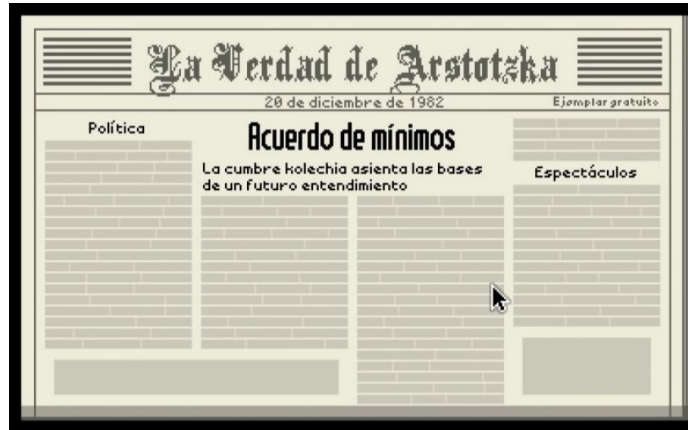 La Verdad de Arstotzka
20 de diciembre de 1982
Ejemplar gratuito
Política
Acuerdo de mínimos
La cumbre kolechia asienta las bases
de un futuro entendimiento
Espectáculos